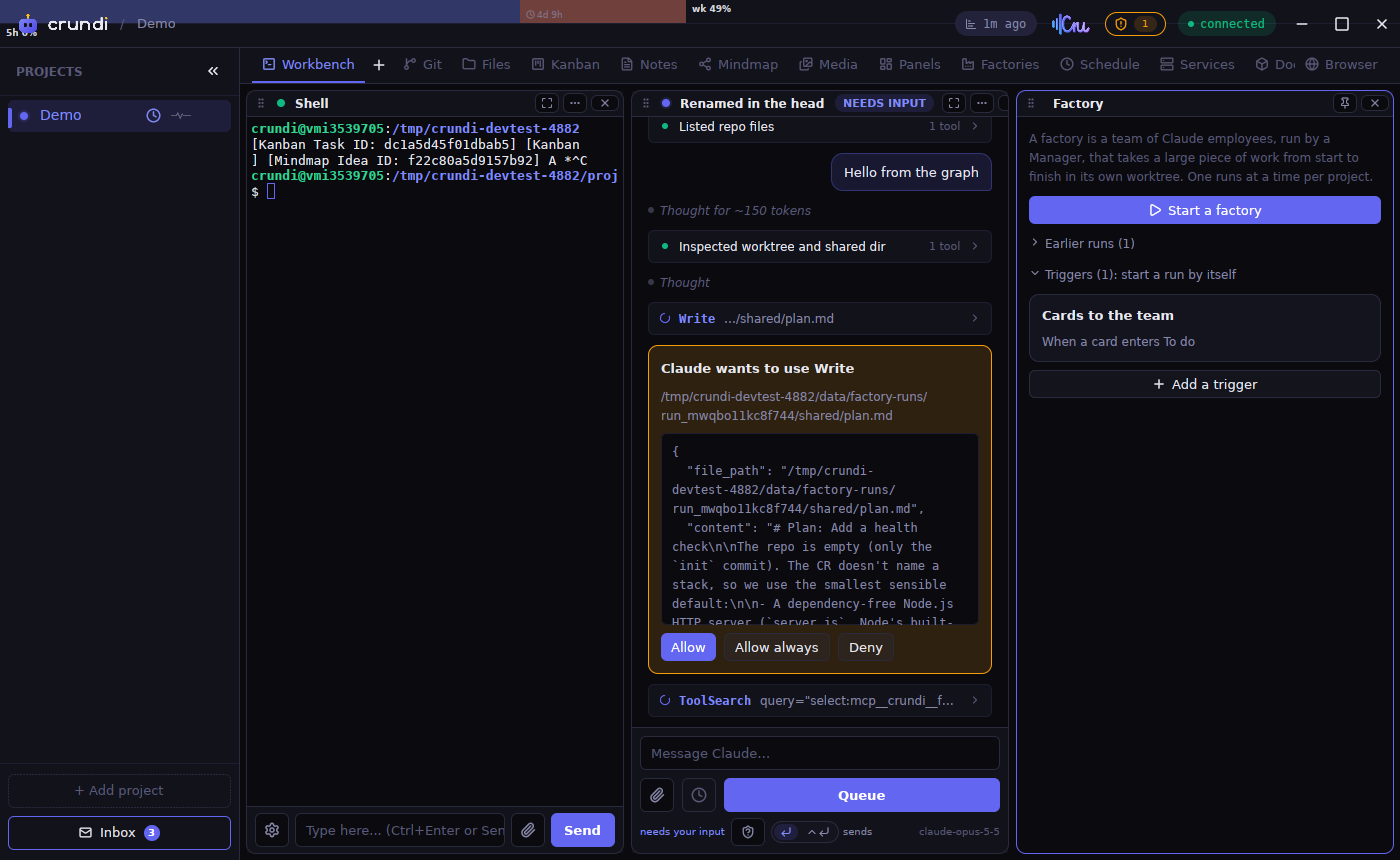 4d 9h
wk 49%
5h 6%
crundi / Demo
1m ago
Cru
1
connected
PROJECTS
Workbench
Git
Files
Kanban
Notes
Mindmap
Media
Panels
Factories
Schedule
Services
Do
Browser
Demo
+ Add project
Inbox 3
Shell
crundi@vmi3539705:/tmp/crundi-devtest-4882
[Kanban Task ID: dc1a5d45f01dbab5] [Kanban
] [Mindmap Idea ID: f22c80a5d9157b92] A *^C
crundi@vmi3539705:/tmp/crundi-devtest-4882/proj
$
Type here... (Ctrl+Enter or Sen
Send
Renamed in the head NEEDS INPUT
Listed repo files 1 tool
Hello from the graph
Thought for ~150 tokens
Inspected worktree and shared dir 1 tool
Thought
Write …/shared/plan.md
Claude wants to use Write
/tmp/crundi-devtest-4882/data/factory-runs/
run_mwqbo11kc8f744/shared/plan.md
{
"file_path": "/tmp/crundi-
devtest-4882/data/factory-runs/
run_mwqbo11kc8f744/shared/plan.md",
"content": "# Plan: Add a health
check\n\nThe repo is empty (only the
`init` commit). The CR doesn't name a
stack, so we use the smallest sensible
default:\n\n- A dependency-free Node.js
HTTP server (`server.js`, Node's built-
Allow
Allow always
Deny
ToolSearch query="select:mcp__crundi__f…
Message Claude…
Queue
needs your input
sends
claude-opus-5-5
Factory
A factory is a team of Claude employees, run by a
Manager, that takes a large piece of work from start to
finish in its own worktree. One runs at a time per project.
Start a factory
Earlier runs (1)
Triggers (1): start a run by itself
Cards to the team
When a card enters To do
+ Add a trigger